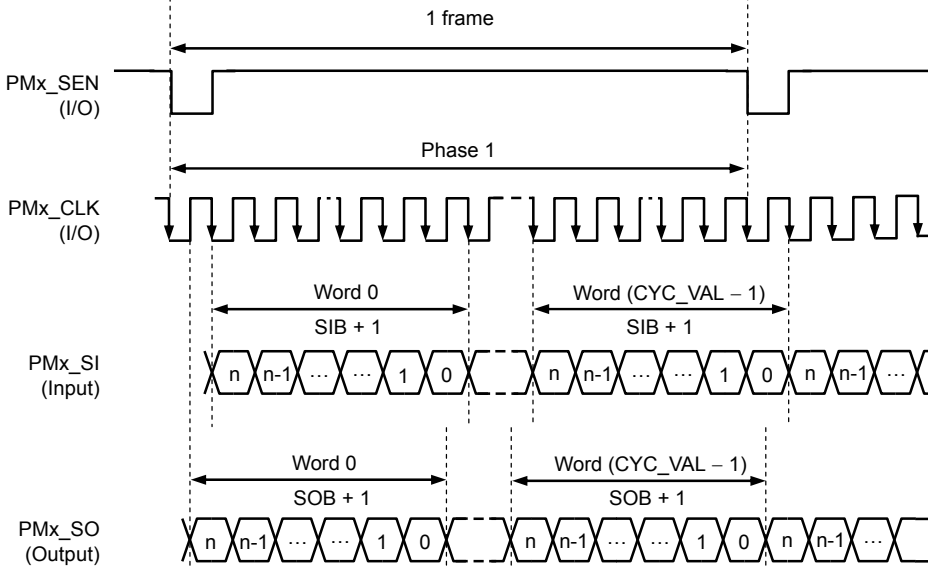 1 frame
PMx_SEN
(I/O)
Phase 1
PMx_CLK
(I/O)
Word 0 Word (CYC_VAL − 1)
SIB + 1 SIB + 1
PMx_SI
(Input)
n n-1 ... ... 1 0 n n-1 ... ... 1 0 n n-1 ...
Word 0 Word (CYC_VAL − 1)
SOB + 1 SOB + 1
PMx_SO
(Output)
n n-1 ... ... 1 0 n n-1 ... ... 1 0 n n-1 ...